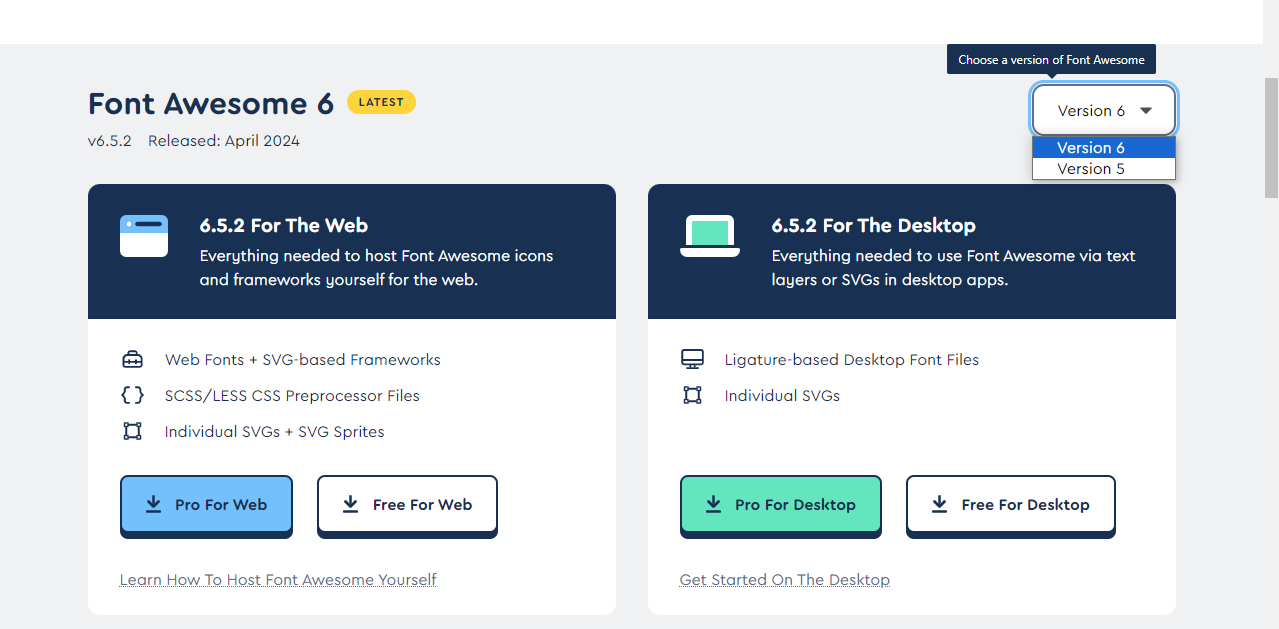 Choose a version of Font Awesome
Font Awesome 6 LATEST
Version 6
v6.5.2 Released: April 2024
Version 6
Version 5
6.5.2 For The Web
Everything needed to host Font Awesome icons
and frameworks yourself for the web.
6.5.2 For The Desktop
Everything needed to use Font Awesome via text
layers or SVGs in desktop apps.
Web Fonts + SVG-based Frameworks
SCSS/LESS CSS Preprocessor Files
Individual SVGs + SVG Sprites
Ligature-based Desktop Font Files
Individual SVGs
Pro For Web
Free For Web
Pro For Desktop
Free For Desktop
Learn How To Host Font Awesome Yourself
Get Started On The Desktop